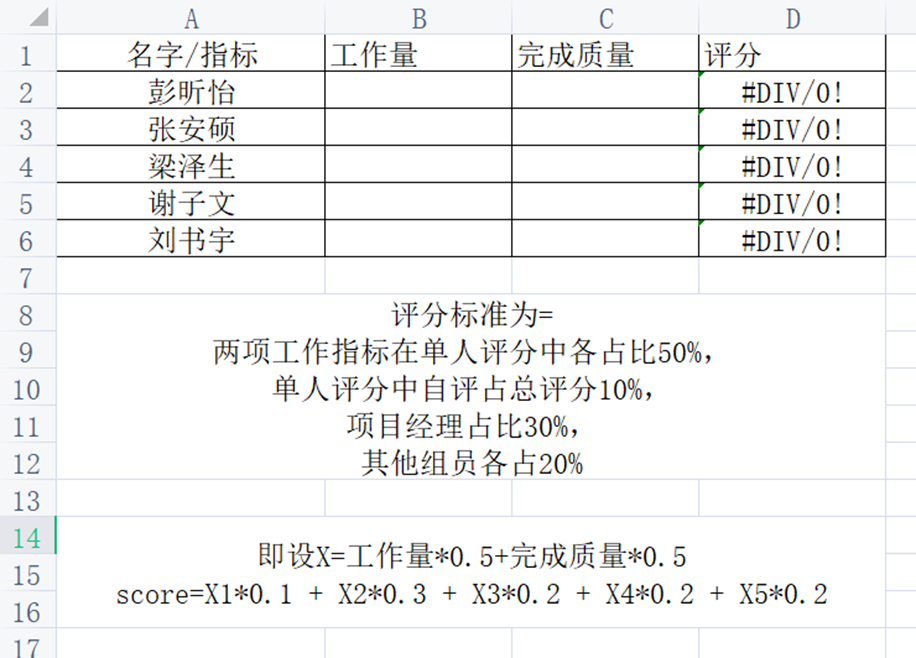 A B C D
1 名字/指标 工作量 完成质量 评分
2 彭昕怡 #DIV/0!
3 张安硕 #DIV/0!
4 梁泽生 #DIV/0!
5 谢子文 #DIV/0!
6 刘书宇 #DIV/0!
7
8 评分标准为=
9 两项工作指标在单人评分中各占比50%,
10 单人评分中自评占总评分10%,
11 项目经理占比30%,
12 其他组员各占20%
13
14
即设X=工作量*0.5+完成质量*0.5
15
score=X1*0.1 + X2*0.3 + X3*0.2 + X4*0.2 + X5*0.2
16
17